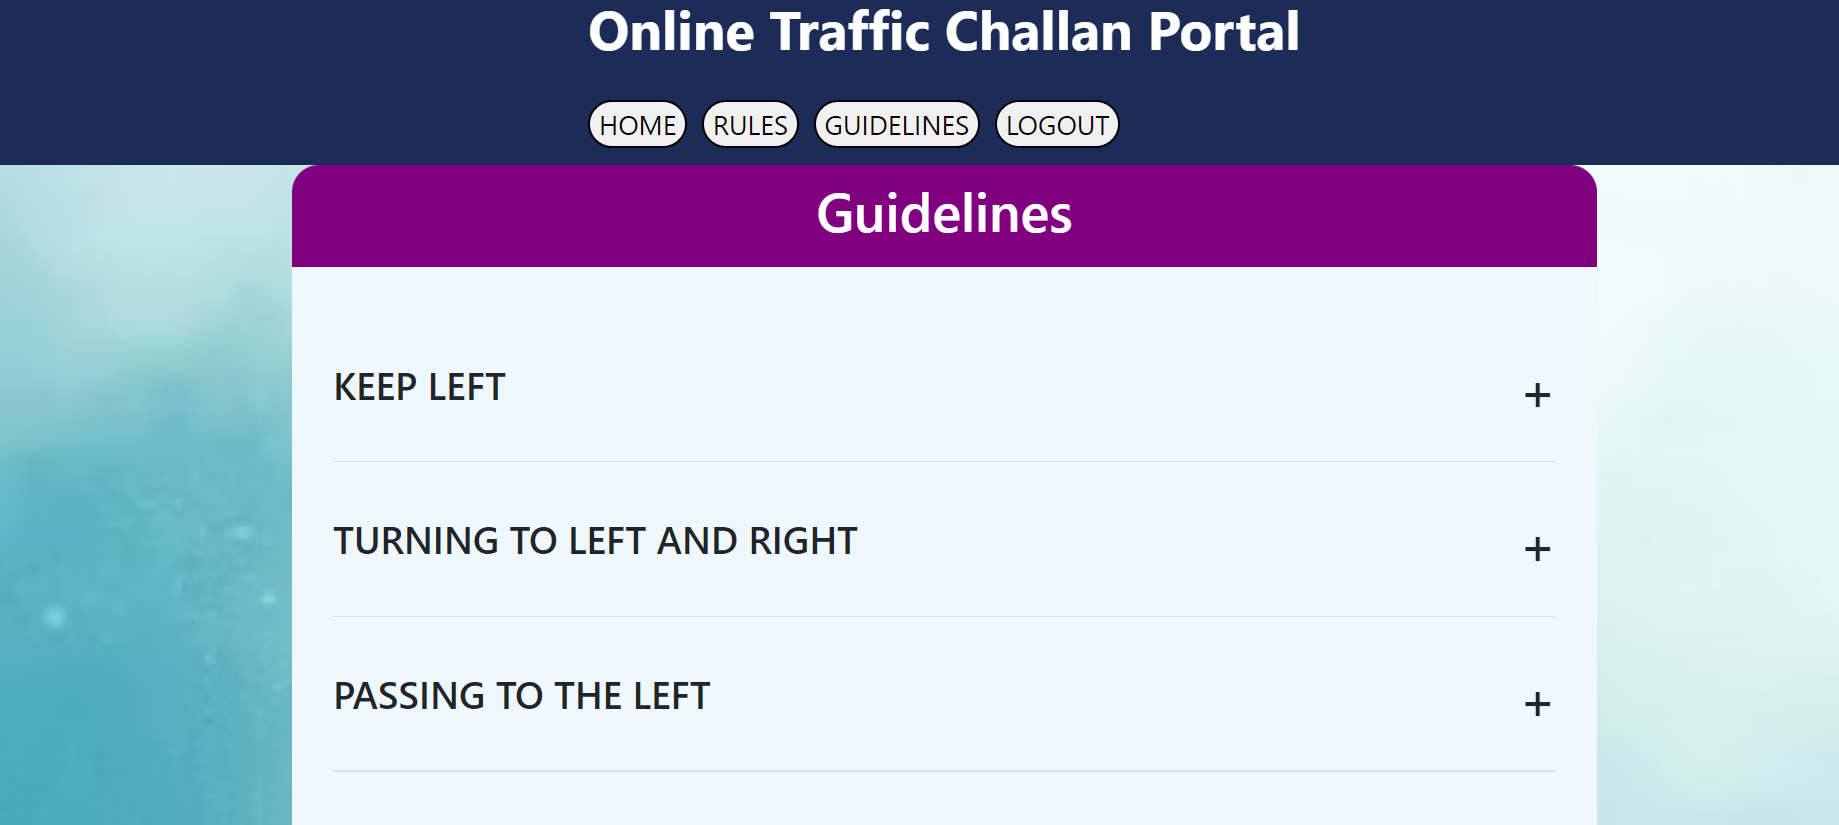 Online Traffic Challan Portal
HOME RULES GUIDELINES LOGOUT
Guidelines
KEEP LEFT +
TURNING TO LEFT AND RIGHT +
PASSING TO THE LEFT +